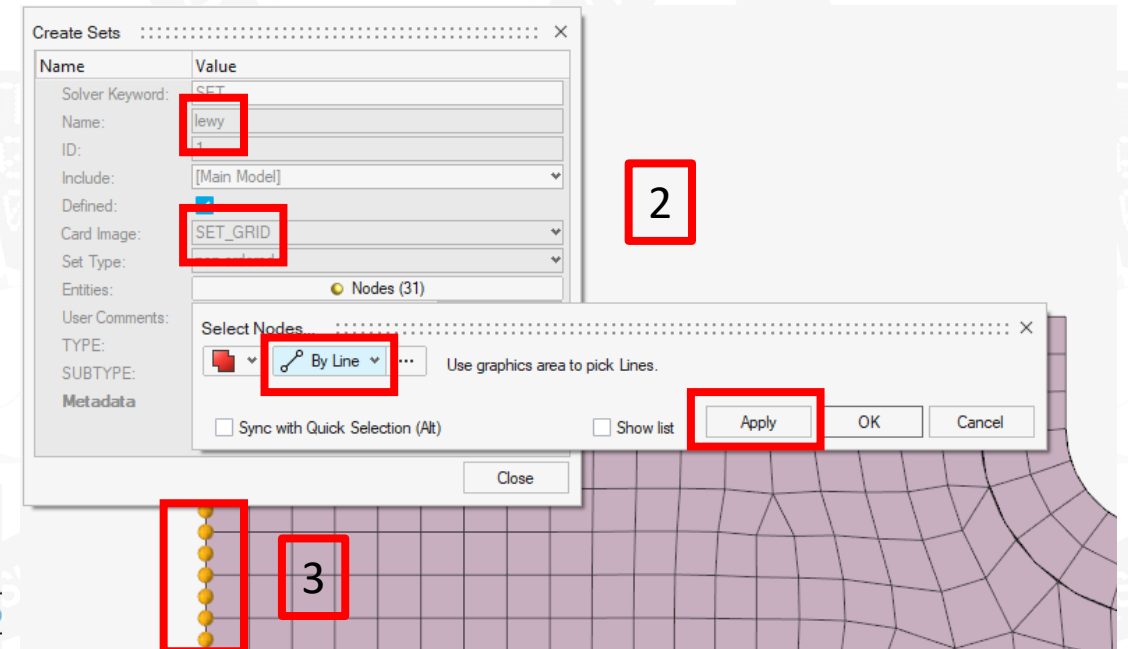 Create Sets
Name Value
Solver Keyword: SET
Name: lewy
ID: 1
Include: [Main Model]
Defined:
Card Image: SET_GRID
Set Type: non-ordered
Entities: Nodes (31)
User Comments:
TYPE:
SUBTYPE:
Metadata
Close
2
Select Nodes...
By Line ... Use graphics area to pick Lines.
Sync with Quick Selection (Alt) Show list Apply OK Cancel
3